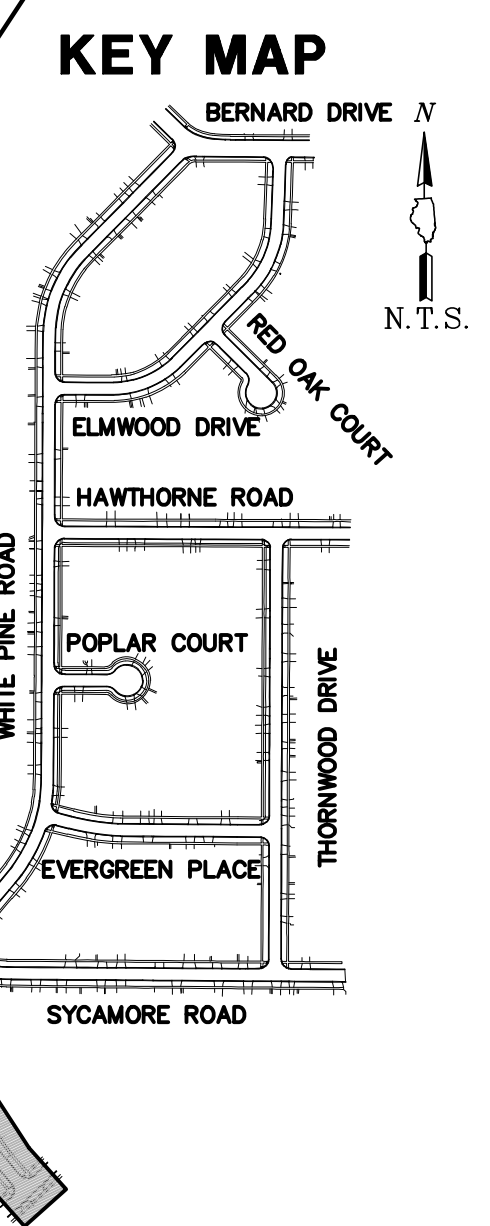 KEY MAP
BERNARD DRIVE
N
N.T.S.
RED OAK COURT
ELMWOOD DRIVE
HAWTHORNE ROAD
WHITE PINE ROAD
POPLAR COURT
THORNWOOD DRIVE
EVERGREEN PLACE
SYCAMORE ROAD